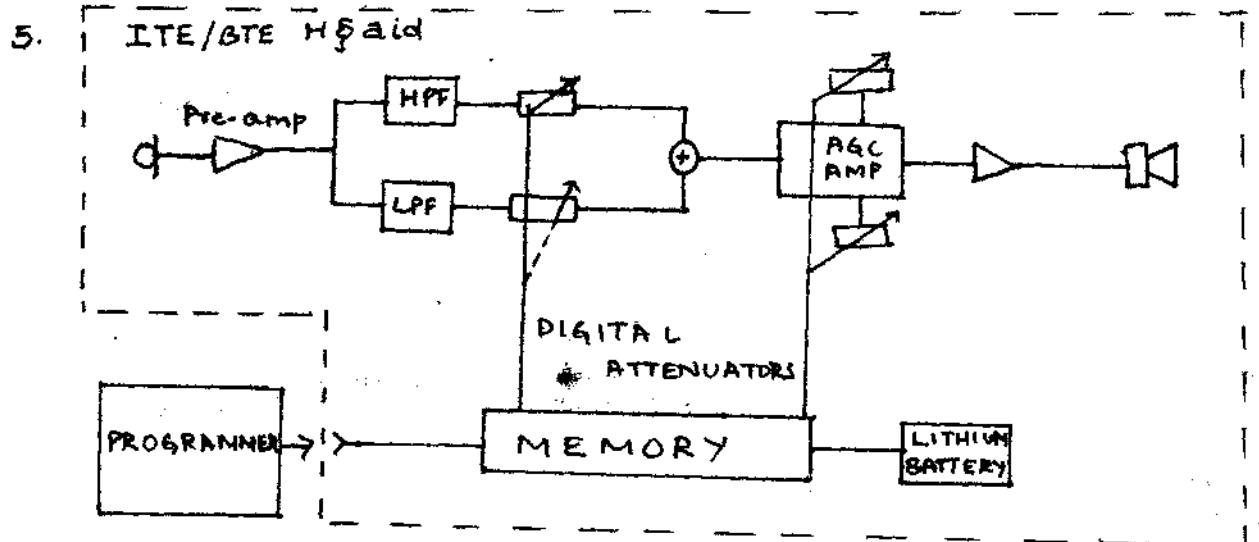 5. ITE/BTE H aid
Pre-amp
HPF
LPF
+
AGC
AMP
DIGITAL
ATTENUATORS
PROGRAMMER
MEMORY
LITHIUM
BATTERY